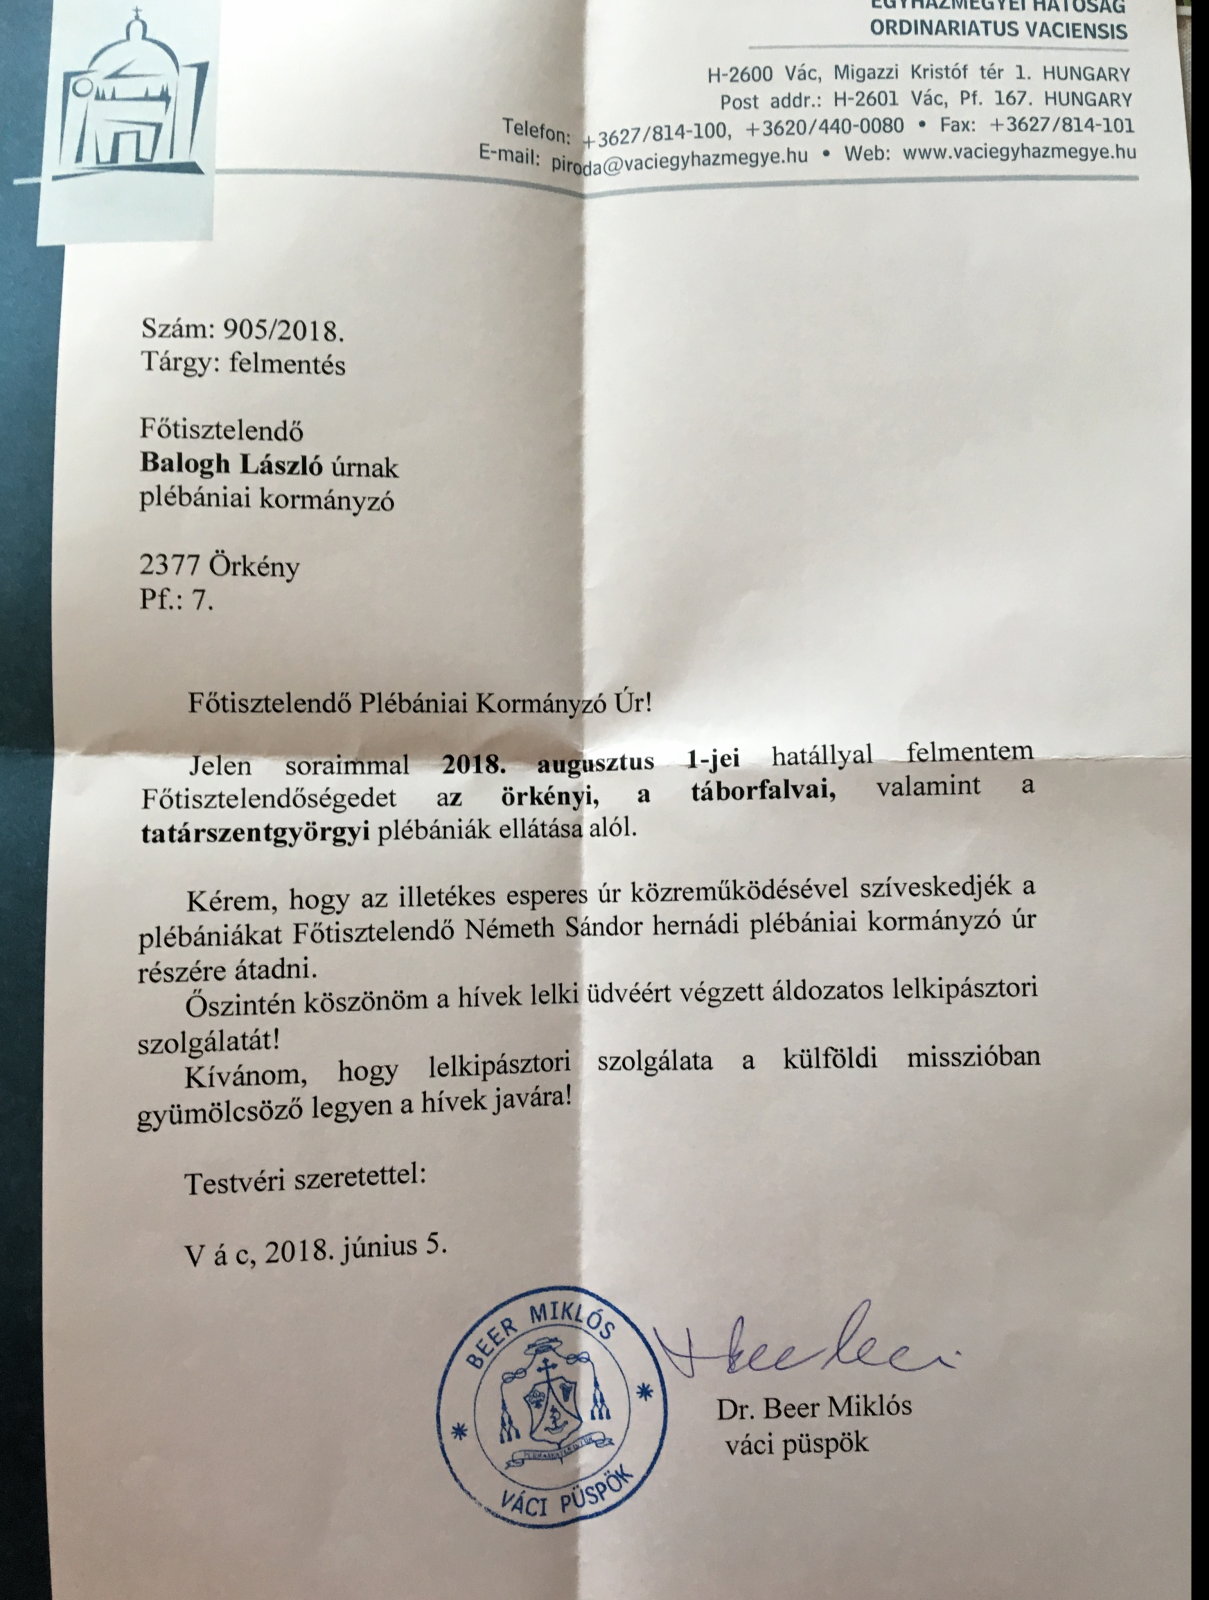 EGYHÁZMEGYEI HATÓSÁG
ORDINARIATUS VACIENSIS
H-2600 Vác, Migazzi Kristóf tér 1. HUNGARY
Post addr.: H-2601 Vác, Pf. 167. HUNGARY
Telefon: +3627/814-100, +3620/440-0080 • Fax: +3627/814-101
E-mail: piroda@vaciegyhazmegye.hu • Web: www.vaciegyhazmegye.hu
Szám: 905/2018.
Tárgy: felmentés
Főtisztelendő
Balogh László úrnak
plébániai kormányzó
2377 Örkény
Pf.: 7.
Főtisztelendő Plébániai Kormányzó Úr!
Jelen soraimmal 2018. augusztus 1-jei hatállyal felmentem
Főtisztelendőségedet az örkényi, a táborfalvai, valamint a
tatárszentgyörgyi plébániák ellátása alól.
Kérem, hogy az illetékes esperes úr közreműködésével szíveskedjék a
plébániákat Főtisztelendő Németh Sándor hernádi plébániai kormányzó úr
részére átadni.
Őszintén köszönöm a hívek lelki üdvéért végzett áldozatos lelkipásztori
szolgálatát!
Kívánom, hogy lelkipásztori szolgálata a külföldi misszióban
gyümölcsöző legyen a hívek javára!
Testvéri szeretettel:
V á c, 2018. június 5.
BEER MIKLÓS
VÁCI PÜSPÖK
Dr. Beer Miklós
váci püspök